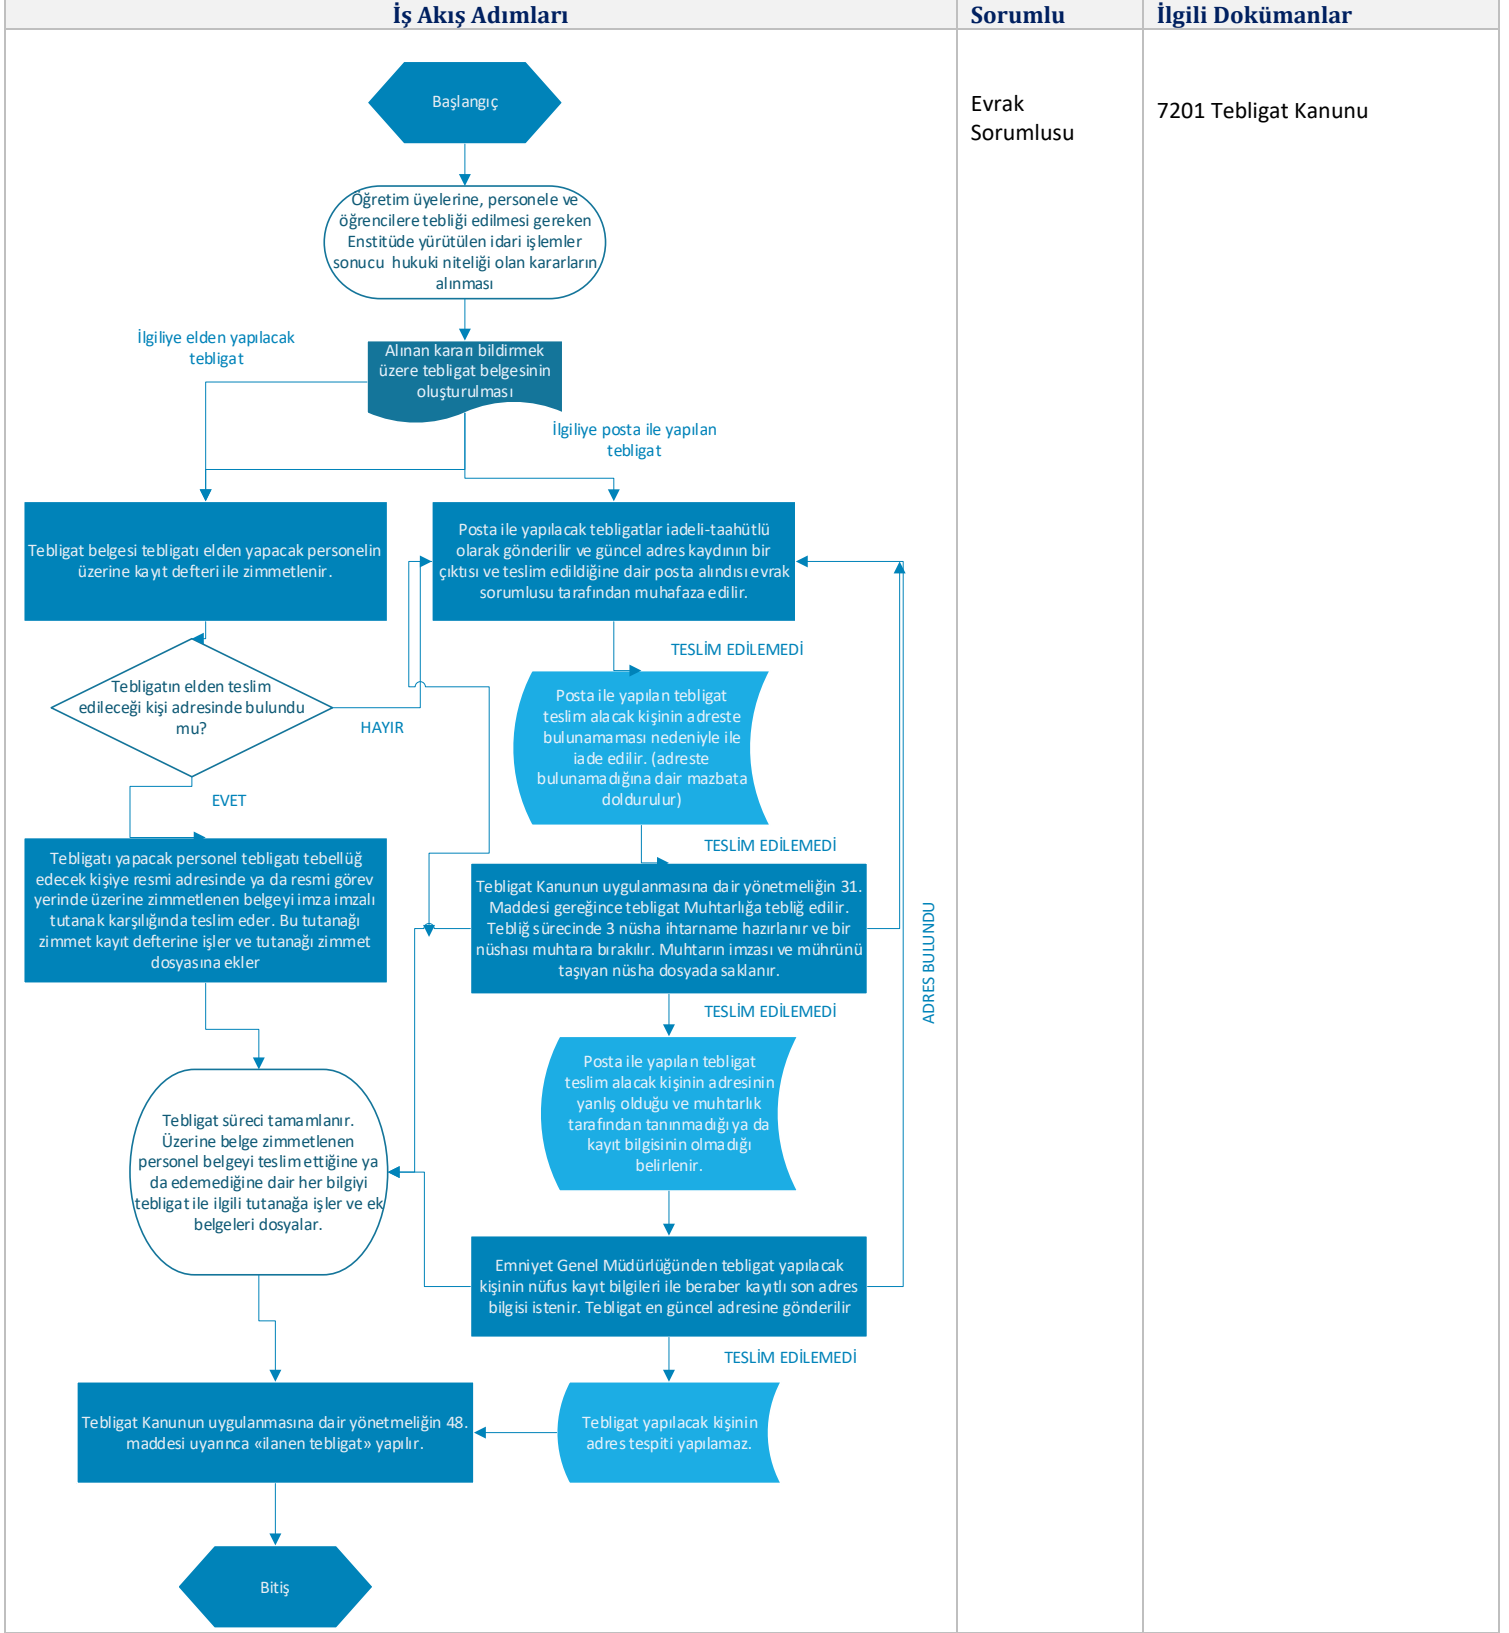 İş Akış Adımları
Sorumlu
İlgili Dokümanlar
Başlangıç
Evrak
Sorumlusu
7201 Tebligat Kanunu
Öğretim üyelerine, personele ve
öğrencilere tebliği edilmesi gereken
Enstitüde yürütülen idari işlemler
sonucu hukuki niteliği olan kararların
alınması
İlgiliye elden yapılacak
tebligat
Alınan kararı bildirmek
üzere tebligat belgesinin
oluşturulması
İlgiliye posta ile yapılan
tebligat
Tebligat belgesi tebligatı elden yapacak personelin
üzerine kayıt defteri ile zimmetlenir.
Posta ile yapılacak tebligatlar iadeli-taahütlü
olarak gönderilir ve güncel adres kaydının bir
çıktısı ve teslim edildiğine dair posta alındısı evrak
sorumlusu tarafından muhafaza edilir.
TESLİM EDİLEMEDİ
Tebligatın elden teslim
edileceği kişi adresinde bulundu
mu?
HAYIR
EVET
Posta ile yapılan tebligat
teslim alacak kişinin adreste
bulunamaması nedeniyle ile
iade edilir. (adreste
bulunamadığına dair mazbata
doldurulur)
TESLİM EDİLEMEDİ
Tebligatı yapacak personel tebligatı tebellüğ
edecek kişiye resmi adresinde ya da resmi görev
yerinde üzerine zimmetlenen belgeyi imza imzalı
tutanak karşılığında teslim eder. Bu tutanağı
zimmet kayıt defterine işler ve tutanağı zimmet
dosyasına ekler
Tebligat Kanunun uygulanmasına dair yönetmeliğin 31.
Maddesi gereğince tebligat Muhtarlığa tebliğ edilir.
Tebliğ sürecinde 3 nüsha ihtarname hazırlanır ve bir
nüshası muhtara bırakılır. Muhtarın imzası ve mührünü
taşıyan nüsha dosyada saklanır.
ADRES BULUNDU
TESLİM EDİLEMEDİ
Posta ile yapılan tebligat
teslim alacak kişinin adresinin
yanlış olduğu ve muhtarlık
tarafından tanınmadığı ya da
kayıt bilgisinin olmadığı
belirlenir.
Tebligat süreci tamamlanır.
Üzerine belge zimmetlenen
personel belgeyi teslim ettiğine ya
da edemediğine dair her bilgiyi
tebligat ile ilgili tutanağa işler ve ek
belgeleri dosyalar.
Emniyet Genel Müdürlüğünden tebligat yapılacak
kişinin nüfus kayıt bilgileri ile beraber kayıtlı son adres
bilgisi istenir. Tebligat en güncel adresine gönderilir
TESLİM EDİLEMEDİ
Tebligat Kanunun uygulanmasına dair yönetmeliğin 48.
maddesi uyarınca «ilanen tebligat» yapılır.
Tebligat yapılacak kişinin
adres tespiti yapılamaz.
Bitiş